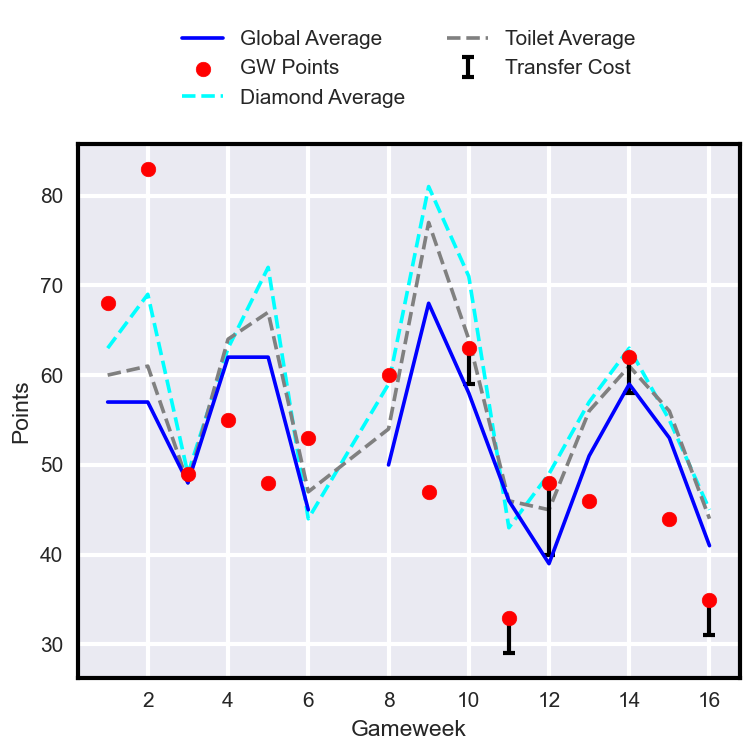 Global Average
GW Points
Diamond Average
Toilet Average
Transfer Cost
Points
80
70
60
50
40
30
2 4 6 8 10 12 14 16
Gameweek